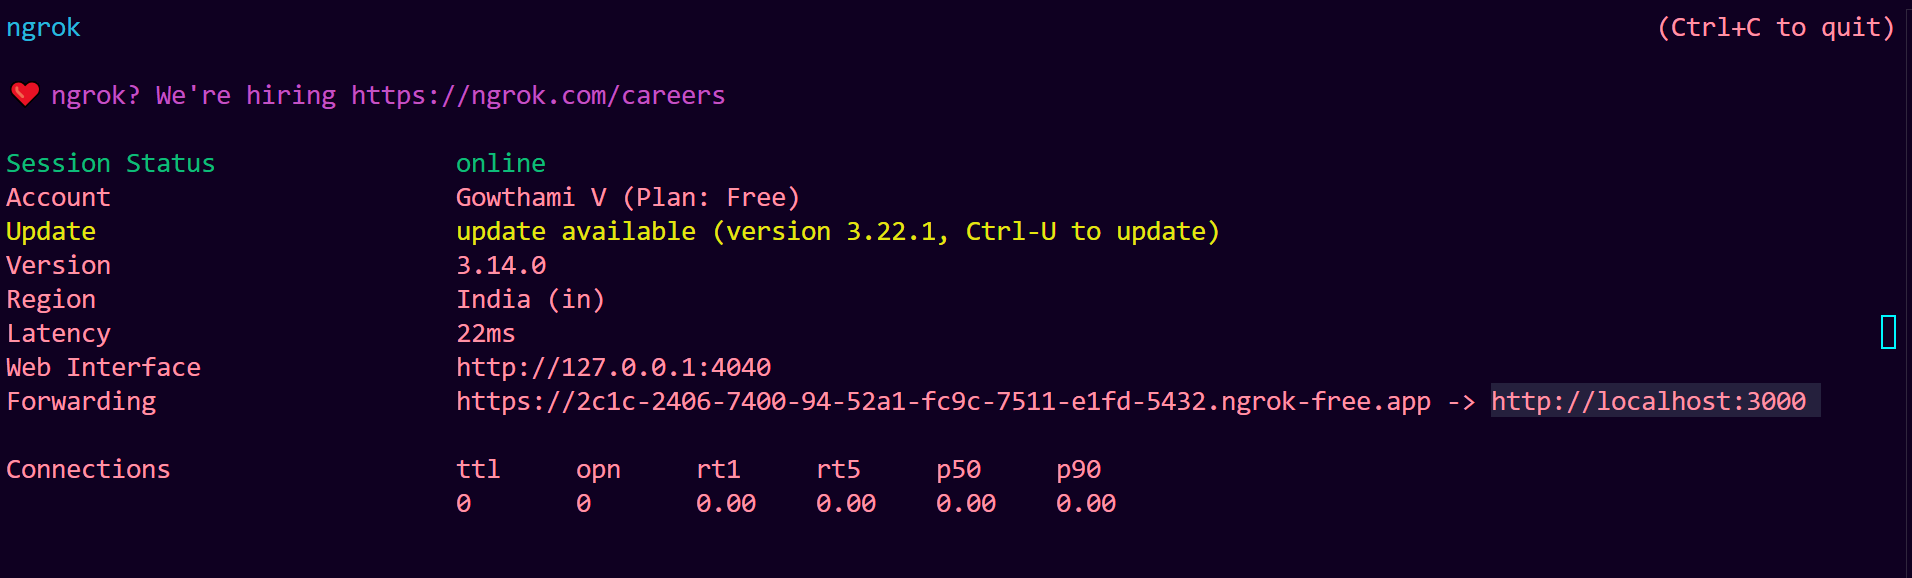 ngrok (Ctrl+C to quit)
❤️ ngrok? We're hiring https://ngrok.com/careers
Session Status online
Account Gowthami V (Plan: Free)
Update update available (version 3.22.1, Ctrl-U to update)
Version 3.14.0
Region India (in)
Latency 22ms
Web Interface http://127.0.0.1:4040
Forwarding https://2c1c-2406-7400-94-52a1-fc9c-7511-e1fd-5432.ngrok-free.app -> http://localhost:3000
Connections ttl opn rt1 rt5 p50 p90
0 0 0.00 0.00 0.00 0.00